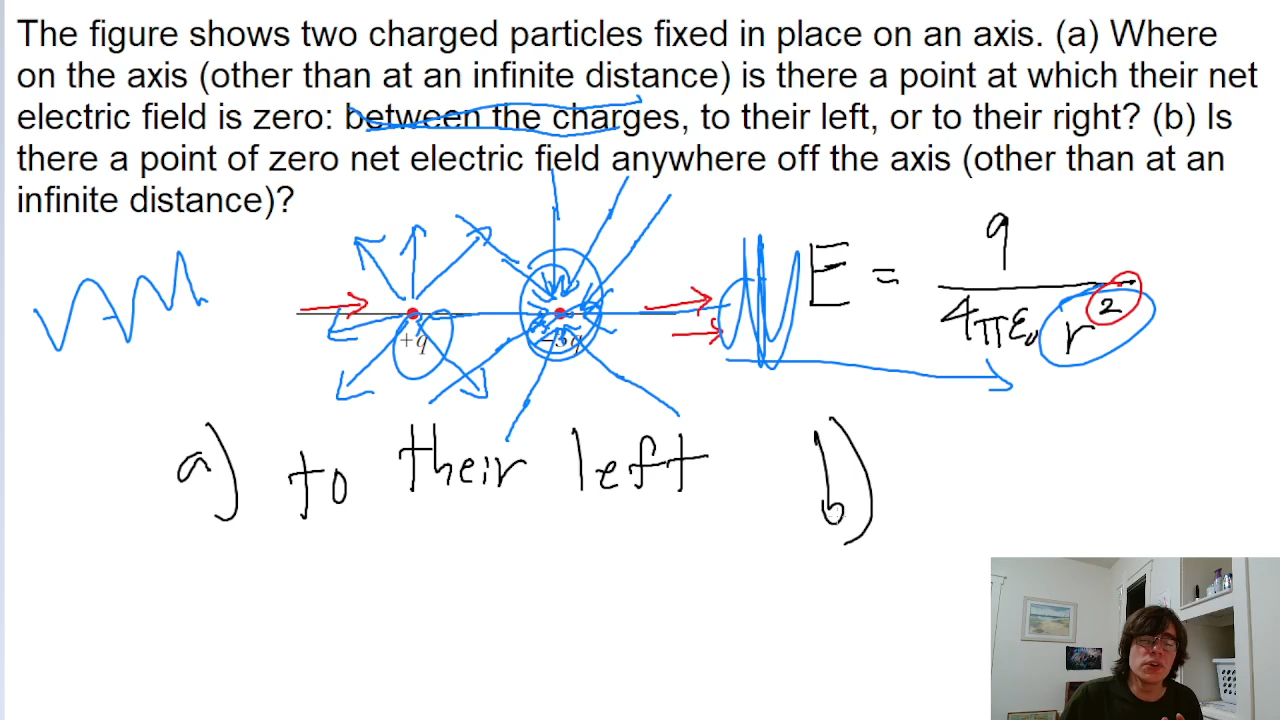 The figure shows two charged particles fixed in place on an axis. (a) Where
on the axis (other than at an infinite distance) is there a point at which their net
electric field is zero: between the charges, to their left, or to their right? (b) Is
there a point of zero net electric field anywhere off the axis (other than at an
infinite distance)?
E = q / 4πε₀ r²
+q −3q
a) to their left b)